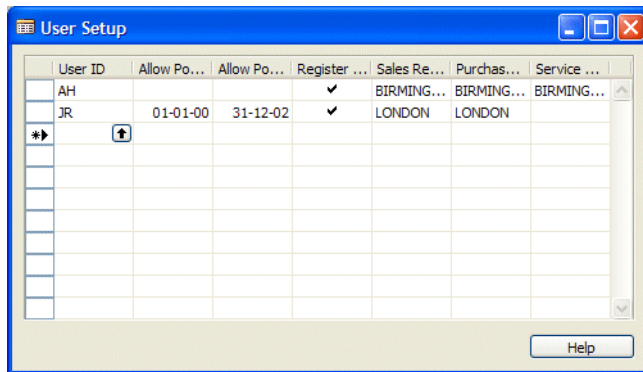 User Setup
User ID Allow Po... Allow Po... Register ... Sales Re... Purchas... Service ...
AH BIRMING... BIRMING... BIRMING...
JR 01-01-00 31-12-02 LONDON LONDON
Help